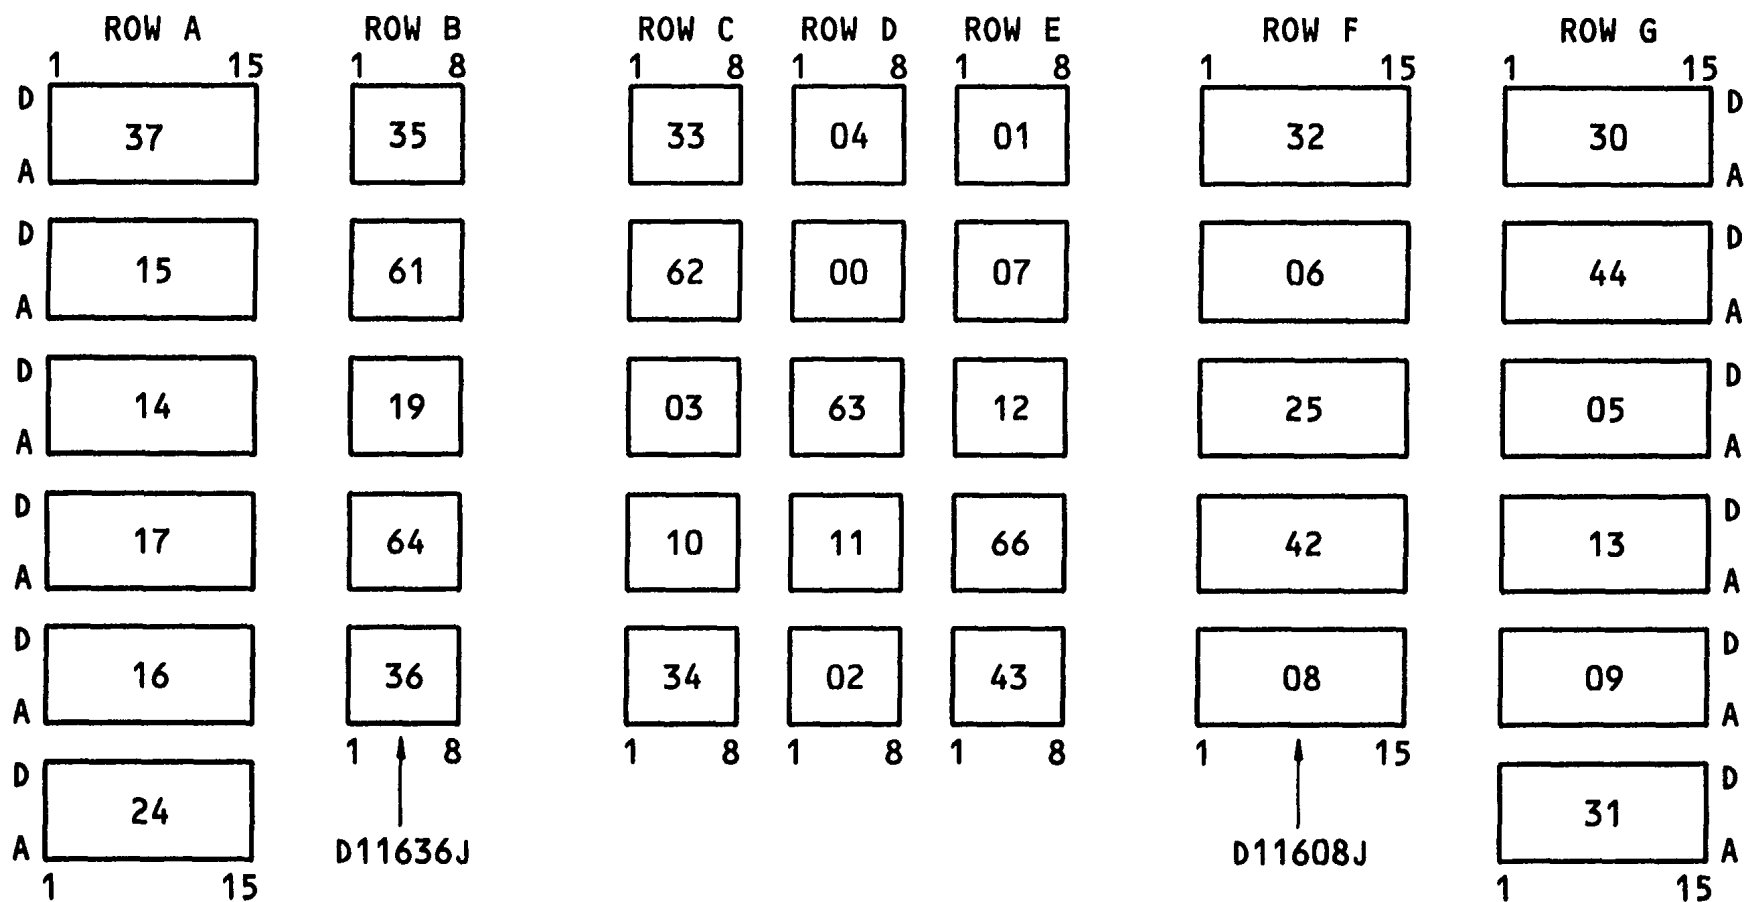 ROW A ROW B ROW C ROW D ROW E ROW F ROW G
1 15 1 8 1 8 1 8 1 8 1 15 1 15
D D
37 35 33 04 01 32 30
A A
D D
15 61 62 00 07 06 44
A A
D D
14 19 03 63 12 25 05
A A
D D
17 64 10 11 66 42 13
A A
D D
16 36 34 02 43 08 09
A A
1 8 1 8 1 8 1 8 1 15
D D
24 31
A D11636J D11608J A
1 15 1 15